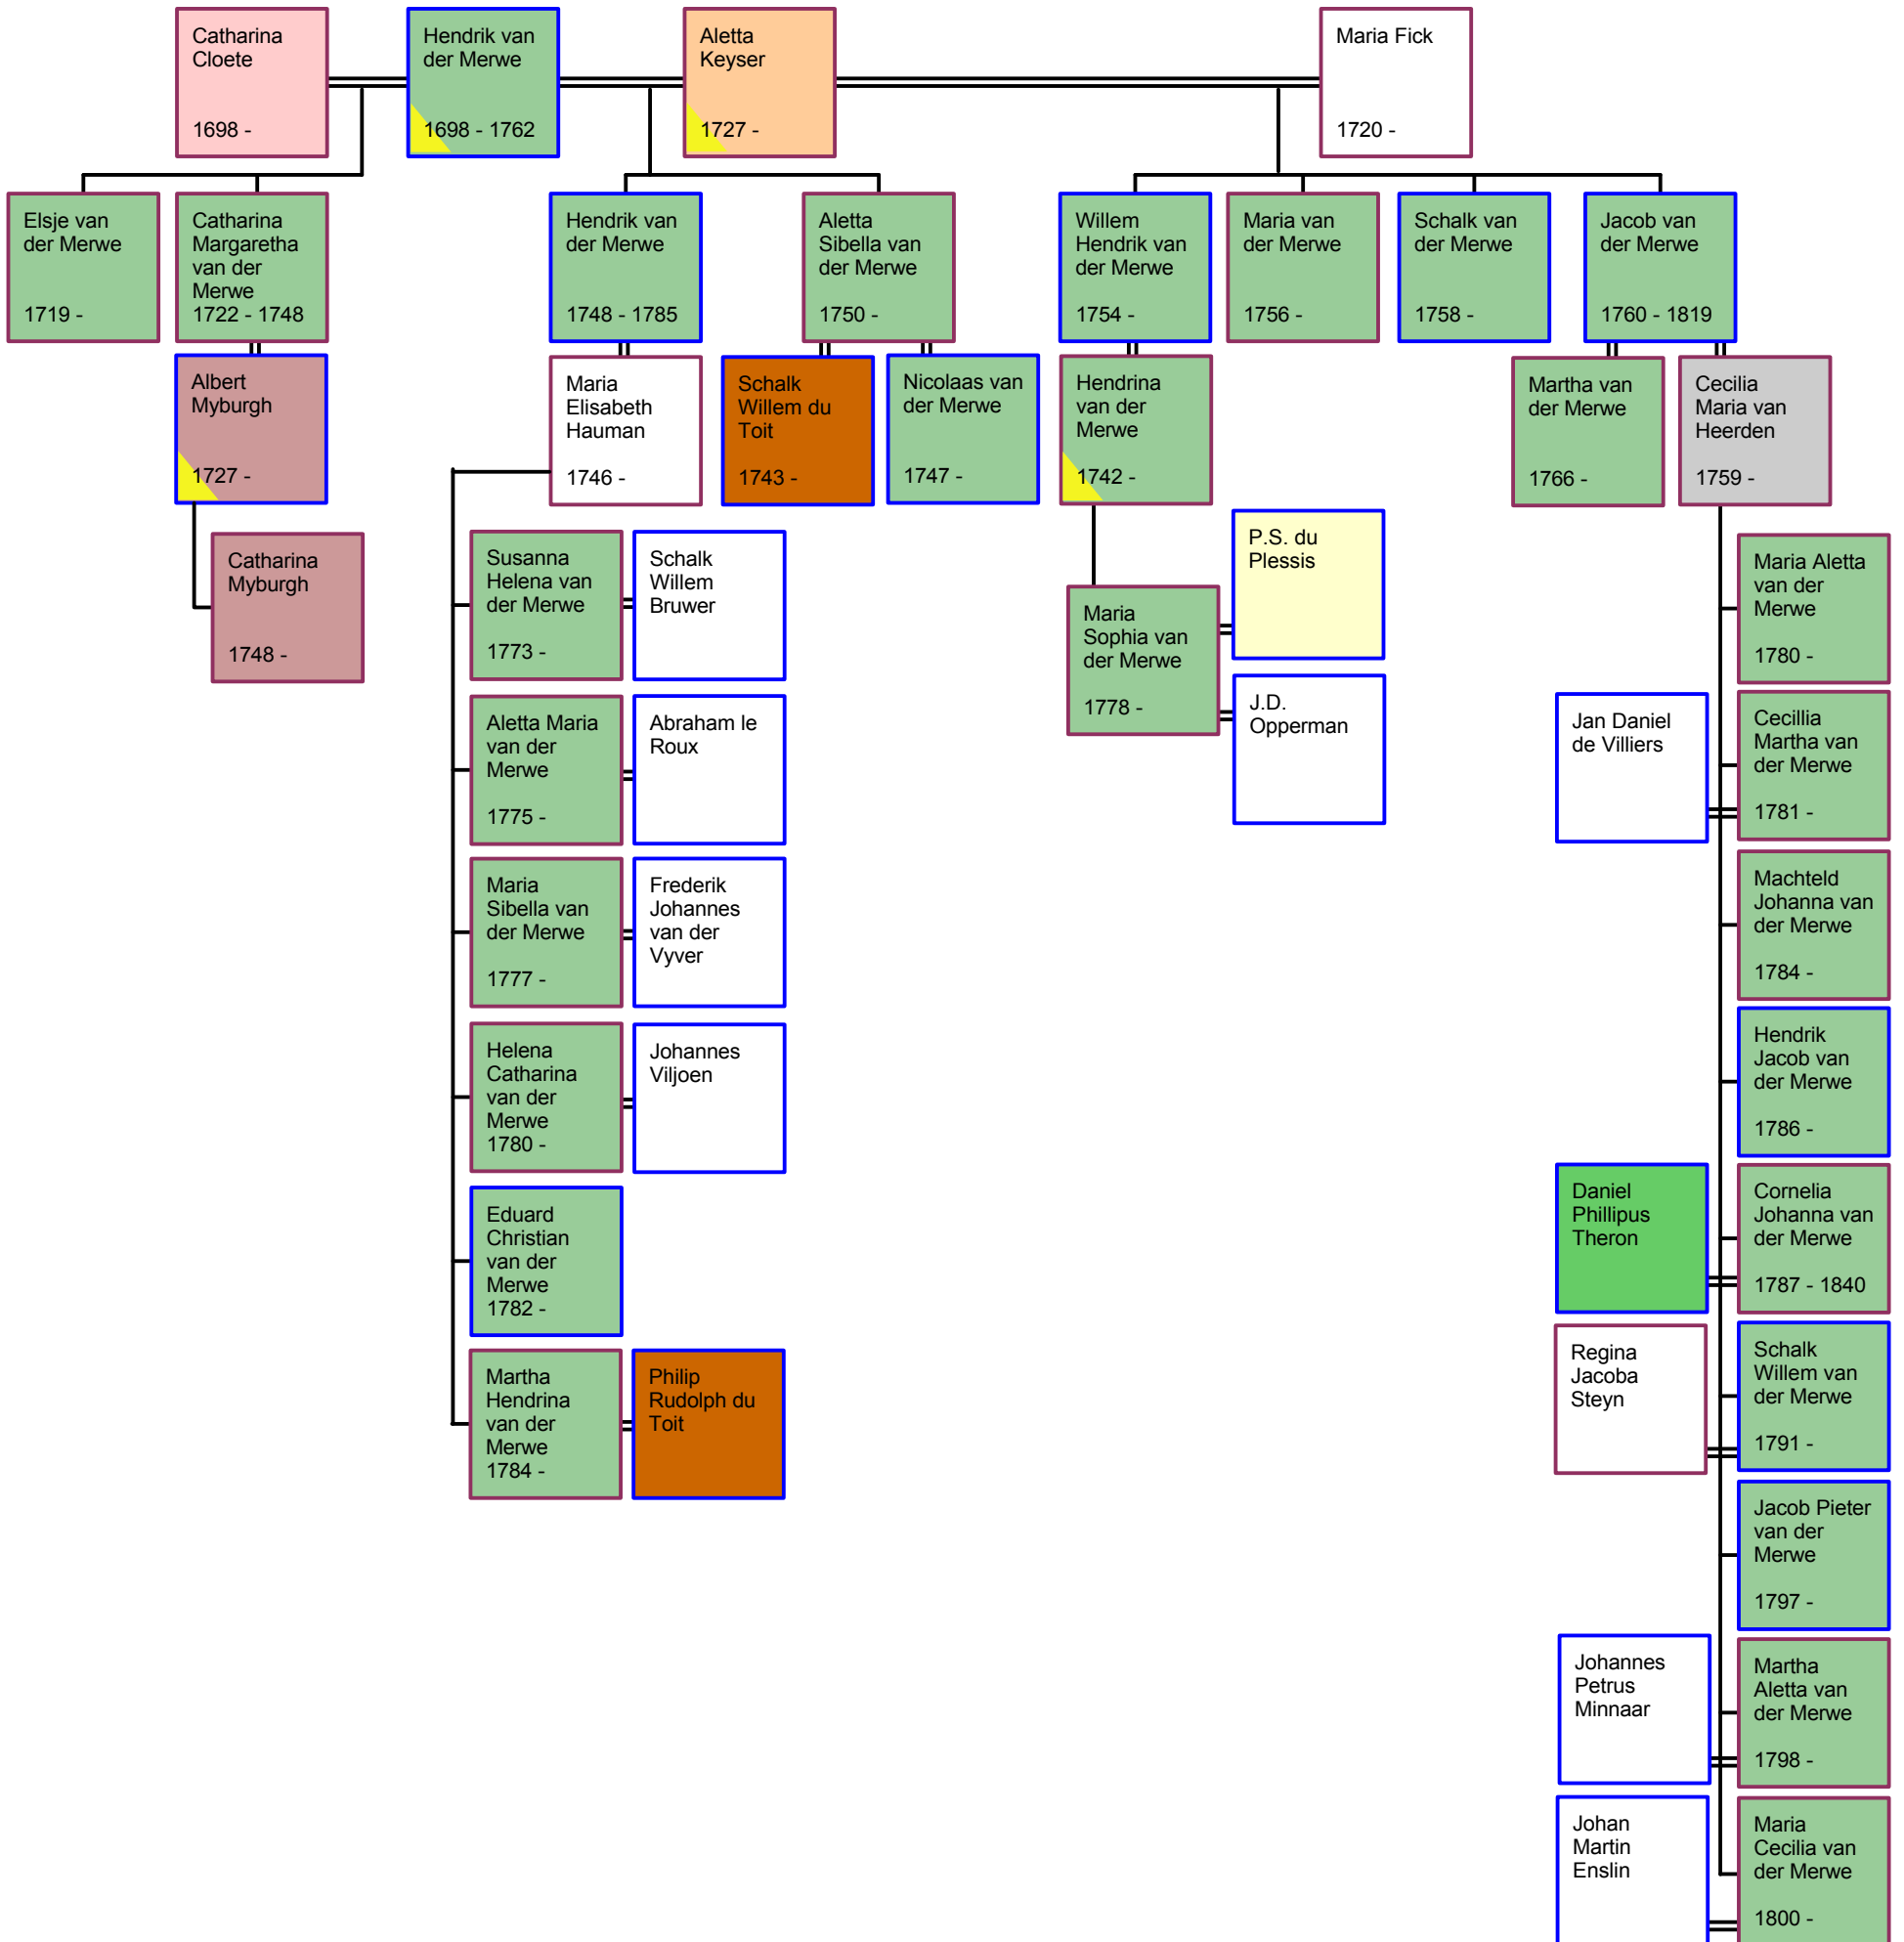 Catharina
Cloete
1698 -
Hendrik van
der Merwe
1698 - 1762
Aletta
Keyser
1727 -
Maria Fick
1720 -
Elsje van
der Merwe
1719 -
Catharina
Margaretha
van der
Merwe
1722 - 1748
Hendrik van
der Merwe
1748 - 1785
Aletta
Sibella van
der Merwe
1750 -
Willem
Hendrik van
der Merwe
1754 -
Maria van
der Merwe
1756 -
Schalk van
der Merwe
1758 -
Jacob van
der Merwe
1760 - 1819
Albert
Myburgh
1727 -
Maria
Elisabeth
Hauman
1746 -
Schalk
Willem du
Toit
1743 -
Nicolaas van
der Merwe
1747 -
Hendrina
van der
Merwe
1742 -
Martha van
der Merwe
1766 -
Cecilia
Maria van
Heerden
1759 -
Catharina
Myburgh
1748 -
Susanna
Helena van
der Merwe
1773 -
Schalk
Willem
Bruwer
Aletta Maria
van der
Merwe
1775 -
Abraham le
Roux
Maria
Sibella van
der Merwe
1777 -
Frederik
Johannes
van der
Vyver
Helena
Catharina
van der
Merwe
1780 -
Johannes
Viljoen
Eduard
Christian
van der
Merwe
1782 -
Martha
Hendrina
van der
Merwe
1784 -
Philip
Rudolph du
Toit
Maria
Sophia van
der Merwe
1778 -
P.S. du
Plessis
J.D.
Opperman
Maria Aletta
van der
Merwe
1780 -
Jan Daniel
de Villiers
Cecillia
Martha van
der Merwe
1781 -
Machteld
Johanna van
der Merwe
1784 -
Hendrik
Jacob van
der Merwe
1786 -
Daniel
Phillipus
Theron
Cornelia
Johanna van
der Merwe
1787 - 1840
Regina
Jacoba
Steyn
Schalk
Willem van
der Merwe
1791 -
Jacob Pieter
van der
Merwe
1797 -
Johannes
Petrus
Minnaar
Martha
Aletta van
der Merwe
1798 -
Johan
Martin
Enslin
Maria
Cecilia van
der Merwe
1800 -